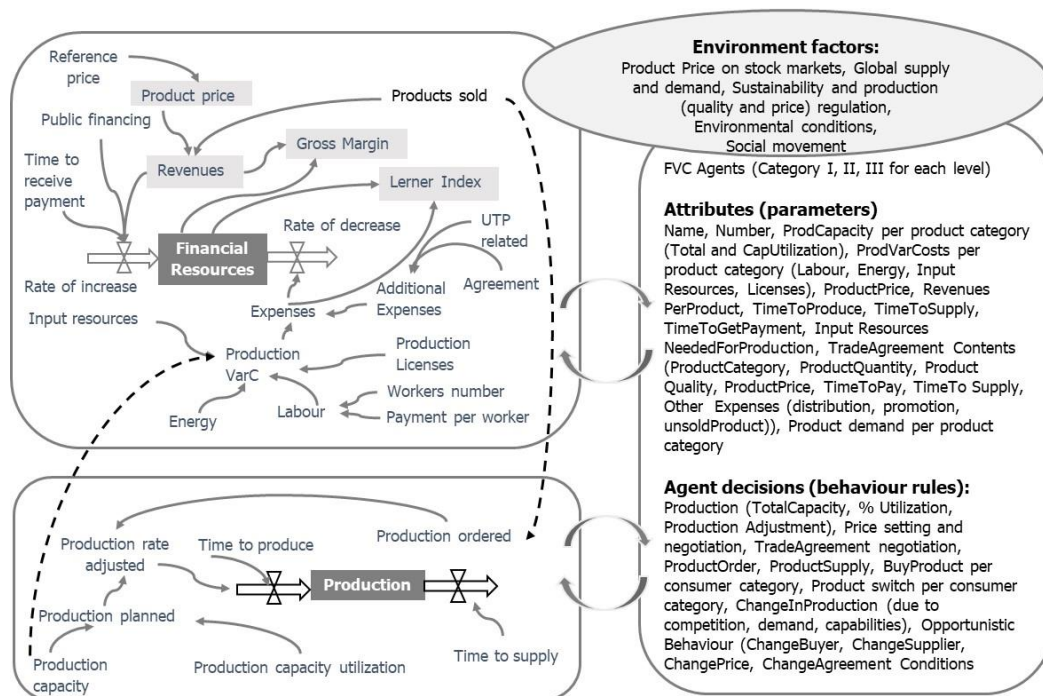 Reference
price
Product price
Public financing
Products sold
Gross Margin
Time to
receive
payment
Revenues
Lerner Index
Rate of decrease
UTP
related
Financial
Resources
Rate of increase
Additional
Expenses
Agreement
Expenses
Input resources
Production
Licenses
Production
VarC
Workers number
Energy
Labour
Payment per worker
Production ordered
Production rate
adjusted
Time to produce
Production
Production planned
Time to supply
Production
capacity
Production capacity utilization
Environment factors:
Product Price on stock markets, Global supply
and demand, Sustainability and production
(quality and price) regulation,
Environmental conditions,
Social movement
FVC Agents (Category I, II, III for each level)
Attributes (parameters)
Name, Number, ProdCapacity per product category
(Total and CapUtilization), ProdVarCosts per
product category (Labour, Energy, Input
Resources, Licenses), ProductPrice, Revenues
PerProduct, TimeToProduce, TimeToSupply,
TimeToGetPayment, Input Resources
NeededForProduction, TradeAgreement Contents
(ProductCategory, ProductQuantity, Product
Quality, ProductPrice, TimeToPay, TimeTo Supply,
Other Expenses (distribution, promotion,
unsoldProduct)), Product demand per product
category
Agent decisions (behaviour rules):
Production (TotalCapacity, % Utilization,
Production Adjustment), Price setting and
negotiation, TradeAgreement negotiation,
ProductOrder, ProductSupply, BuyProduct per
consumer category, Product switch per consumer
category, ChangeInProduction (due to
competition, demand, capabilities), Opportunistic
Behaviour (ChangeBuyer, ChangeSupplier,
ChangePrice, ChangeAgreement Conditions